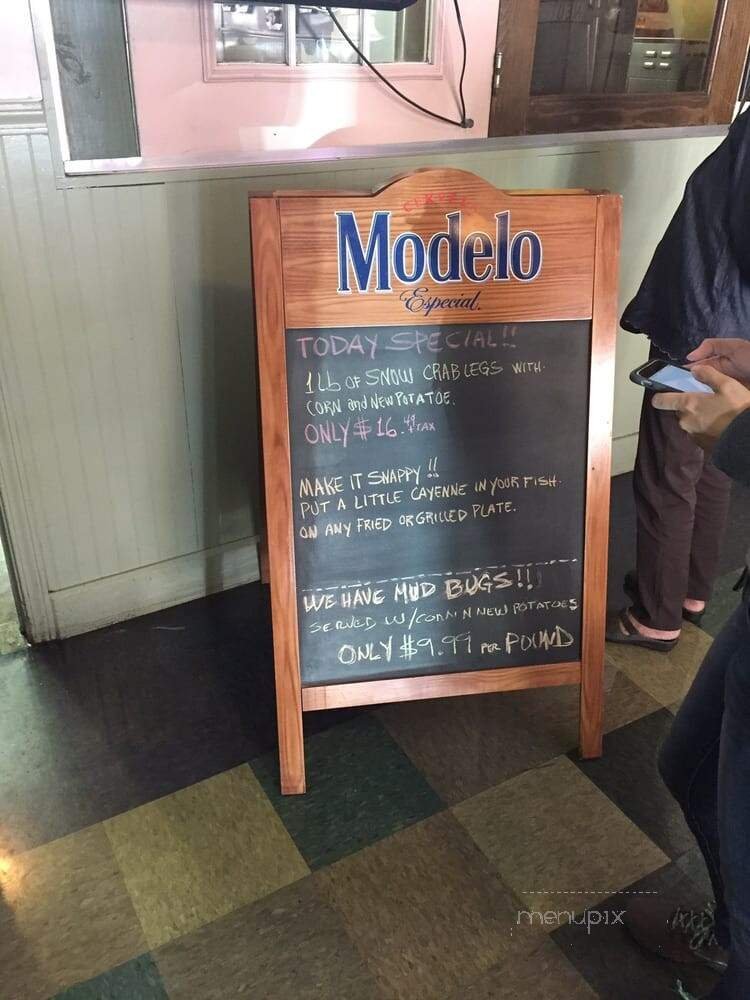 CERVEZA
Modelo
Especial.
TODAY SPECIAL!!
1Lb OF SNOW CRAB LEGS WITH.
CORN and NEW POTATOE.
ONLY $16.49 +TAX
MAKE IT SNAPPY!!
PUT A LITTLE CAYENNE IN YOUR FISH.
ON ANY FRIED OR GRILLED PLATE.
WE HAVE MUD BUGS!!
SERVED W/CORN N NEW POTATOES
ONLY $9.99 PER POUND
menupix